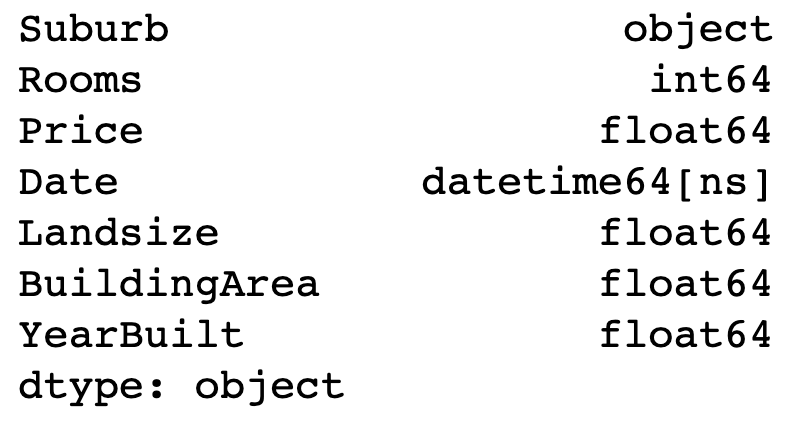 Suburb object
Rooms int64
Price float64
Date datetime64[ns]
Landsize float64
BuildingArea float64
YearBuilt float64
dtype: object